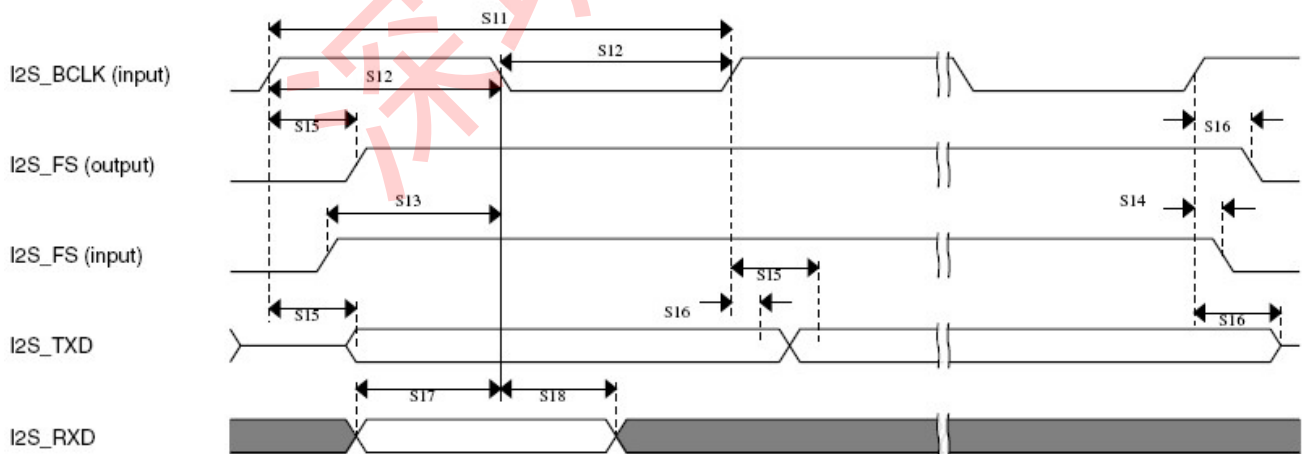 S11
I2S_BCLK (input)
S12
S12
S15
S16
I2S_FS (output)
S13
S14
I2S_FS (input)
S15
S15
S16
S16
I2S_TXD
S17
S18
I2S_RXD
深